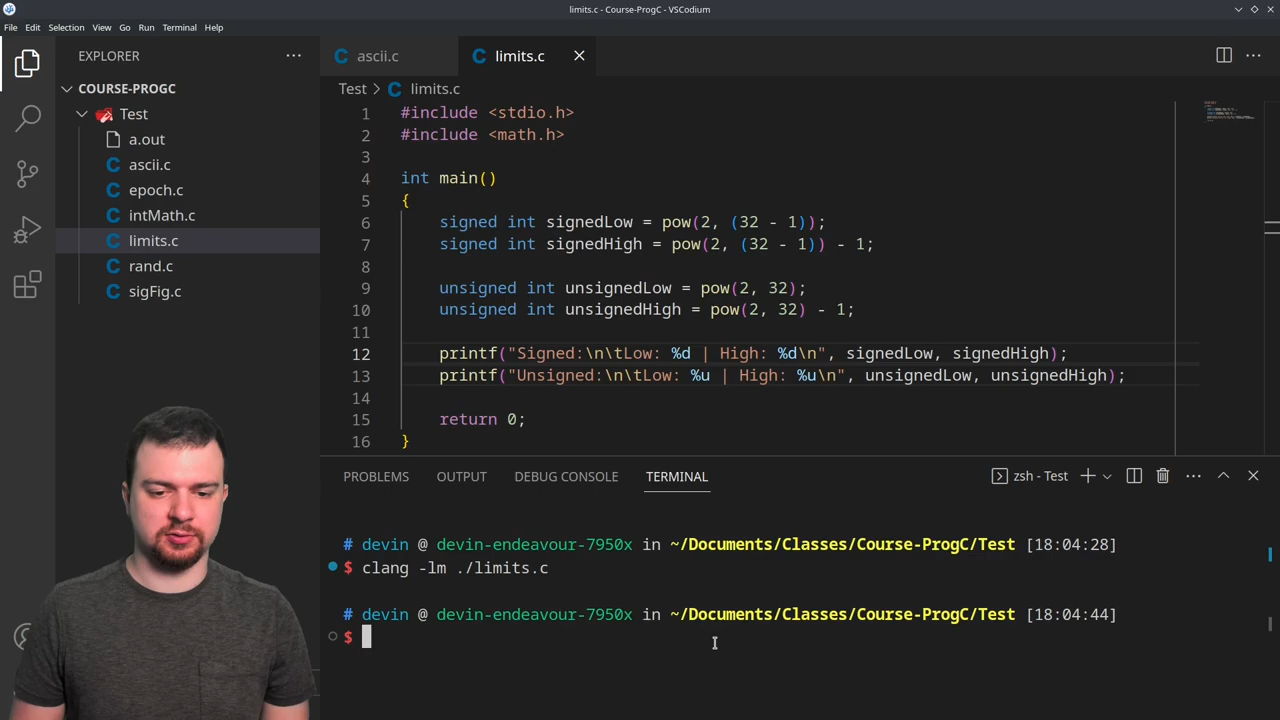 limits.c - Course-ProgC - VSCodium
File Edit Selection View Go Run Terminal Help
EXPLORER
COURSE-PROGC
Test
a.out
ascii.c
epoch.c
intMath.c
limits.c
rand.c
sigFig.c
ascii.c limits.c
Test > limits.c
1 #include <stdio.h>
2 #include <math.h>
3
4 int main()
5 {
6 signed int signedLow = pow(2, (32 - 1));
7 signed int signedHigh = pow(2, (32 - 1)) - 1;
8
9 unsigned int unsignedLow = pow(2, 32);
10 unsigned int unsignedHigh = pow(2, 32) - 1;
11
12 printf("Signed:\n\tLow: %d | High: %d\n", signedLow, signedHigh);
13 printf("Unsigned:\n\tLow: %u | High: %u\n", unsignedLow, unsignedHigh);
14
15 return 0;
16 }
PROBLEMS OUTPUT DEBUG CONSOLE TERMINAL
zsh - Test
# devin @ devin-endeavour-7950x in ~/Documents/Classes/Course-ProgC/Test [18:04:28]
$ clang -lm ./limits.c
# devin @ devin-endeavour-7950x in ~/Documents/Classes/Course-ProgC/Test [18:04:44]
$